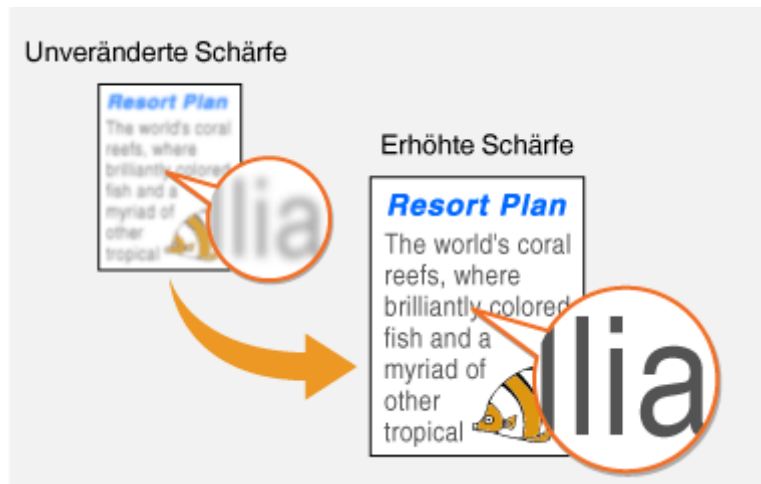 Unveränderte Schärfe
Resort Plan
The world's coral
reefs, where
brilliantly colored
fish and a
myriad of
other
tropical
lia
Erhöhte Schärfe
Resort Plan
The world's coral
reefs, where
brilliantly colored
fish and a
myriad of
other
tropical
llia